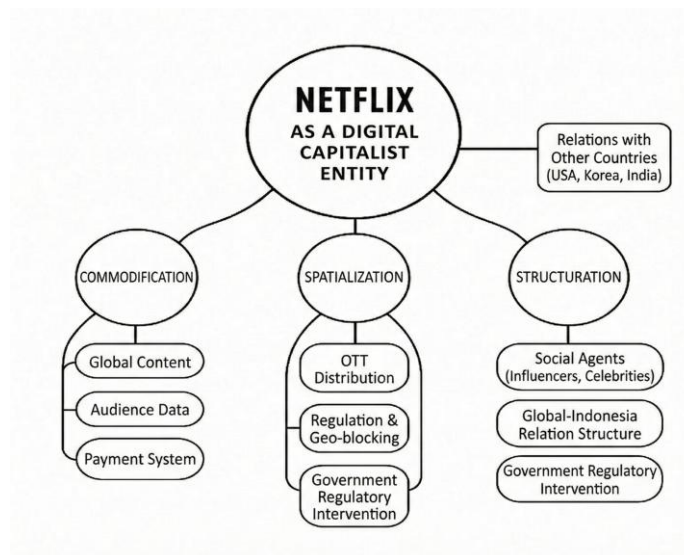 NETFLIX
AS A DIGITAL
CAPITALIST
ENTITY
Relations with
Other Countries
(USA, Korea, India)
COMMODIFICATION
Global Content
Audience Data
Payment System
SPATIALIZATION
OTT
Distribution
Regulation &
Geo-blocking
Government
Regulatory
Intervention
STRUCTURATION
Social Agents
(Influencers, Celebrities)
Global-Indonesia
Relation Structure
Government Regulatory
Intervention